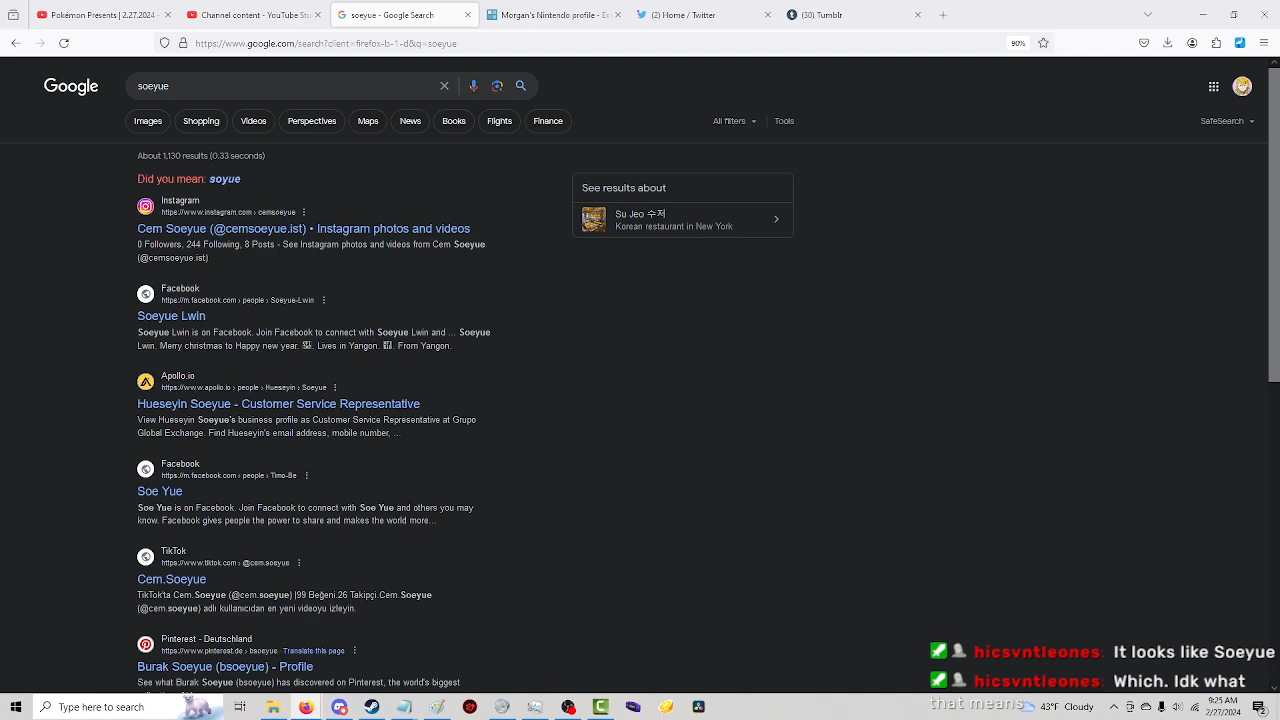 Pokémon Presents | 2.27.2024 -
Channel content - YouTube Stu
soeyue - Google Search
Morgan's Nintendo profile - Ex
(2) Home / Twitter
(30) Tumblr
https://www.google.com/search?client=firefox-b-1-d&q=soeyue
90%
Google
soeyue
Images
Shopping
Videos
Perspectives
Maps
News
Books
Flights
Finance
All filters
Tools
SafeSearch
About 1,130 results (0.33 seconds)
Did you mean: soyue
See results about
Su Jeo 수저
Korean restaurant in New York
Instagram
https://www.instagram.com › cemsoeyue
Cem Soeyue (@cemsoeyue.ist) • Instagram photos and videos
0 Followers, 244 Following, 8 Posts - See Instagram photos and videos from Cem Soeyue
(@cemsoeyue.ist)
Facebook
https://m.facebook.com › people › Soeyue-Lwin
Soeyue Lwin
Soeyue Lwin is on Facebook. Join Facebook to connect with Soeyue Lwin and ... Soeyue
Lwin. Merry christmas to Happy new year. Lives in Yangon. From Yangon.
Apollo.io
https://www.apollo.io › people › Hueseyin › Soeyue
Hueseyin Soeyue - Customer Service Representative
View Hueseyin Soeyue's business profile as Customer Service Representative at Grupo
Global Exchange. Find Hueseyin's email address, mobile number, ...
Facebook
https://m.facebook.com › people › Timo-Be
Soe Yue
Soe Yue is on Facebook. Join Facebook to connect with Soe Yue and others you may
know. Facebook gives people the power to share and makes the world more...
TikTok
https://www.tiktok.com › @cem.soeyue
Cem.Soeyue
TikTok'ta Cem.Soeyue (@cem.soeyue) |99 Beğeni.26 Takipçi.Cem.Soeyue
(@cem.soeyue) adlı kullanıcıdan en yeni videoyu izleyin.
Pinterest - Deutschland
https://www.pinterest.de › bsoeyue · Translate this page
Burak Soeyue (bsoeyue) - Profile
See what Burak Soeyue (bsoeyue) has discovered on Pinterest, the world's biggest
hicsvntleones: It looks like Soeyue
hicsvntleones: Which. Idk what
that means
Type here to search
43°F Cloudy
9:25 AM
2/27/2024